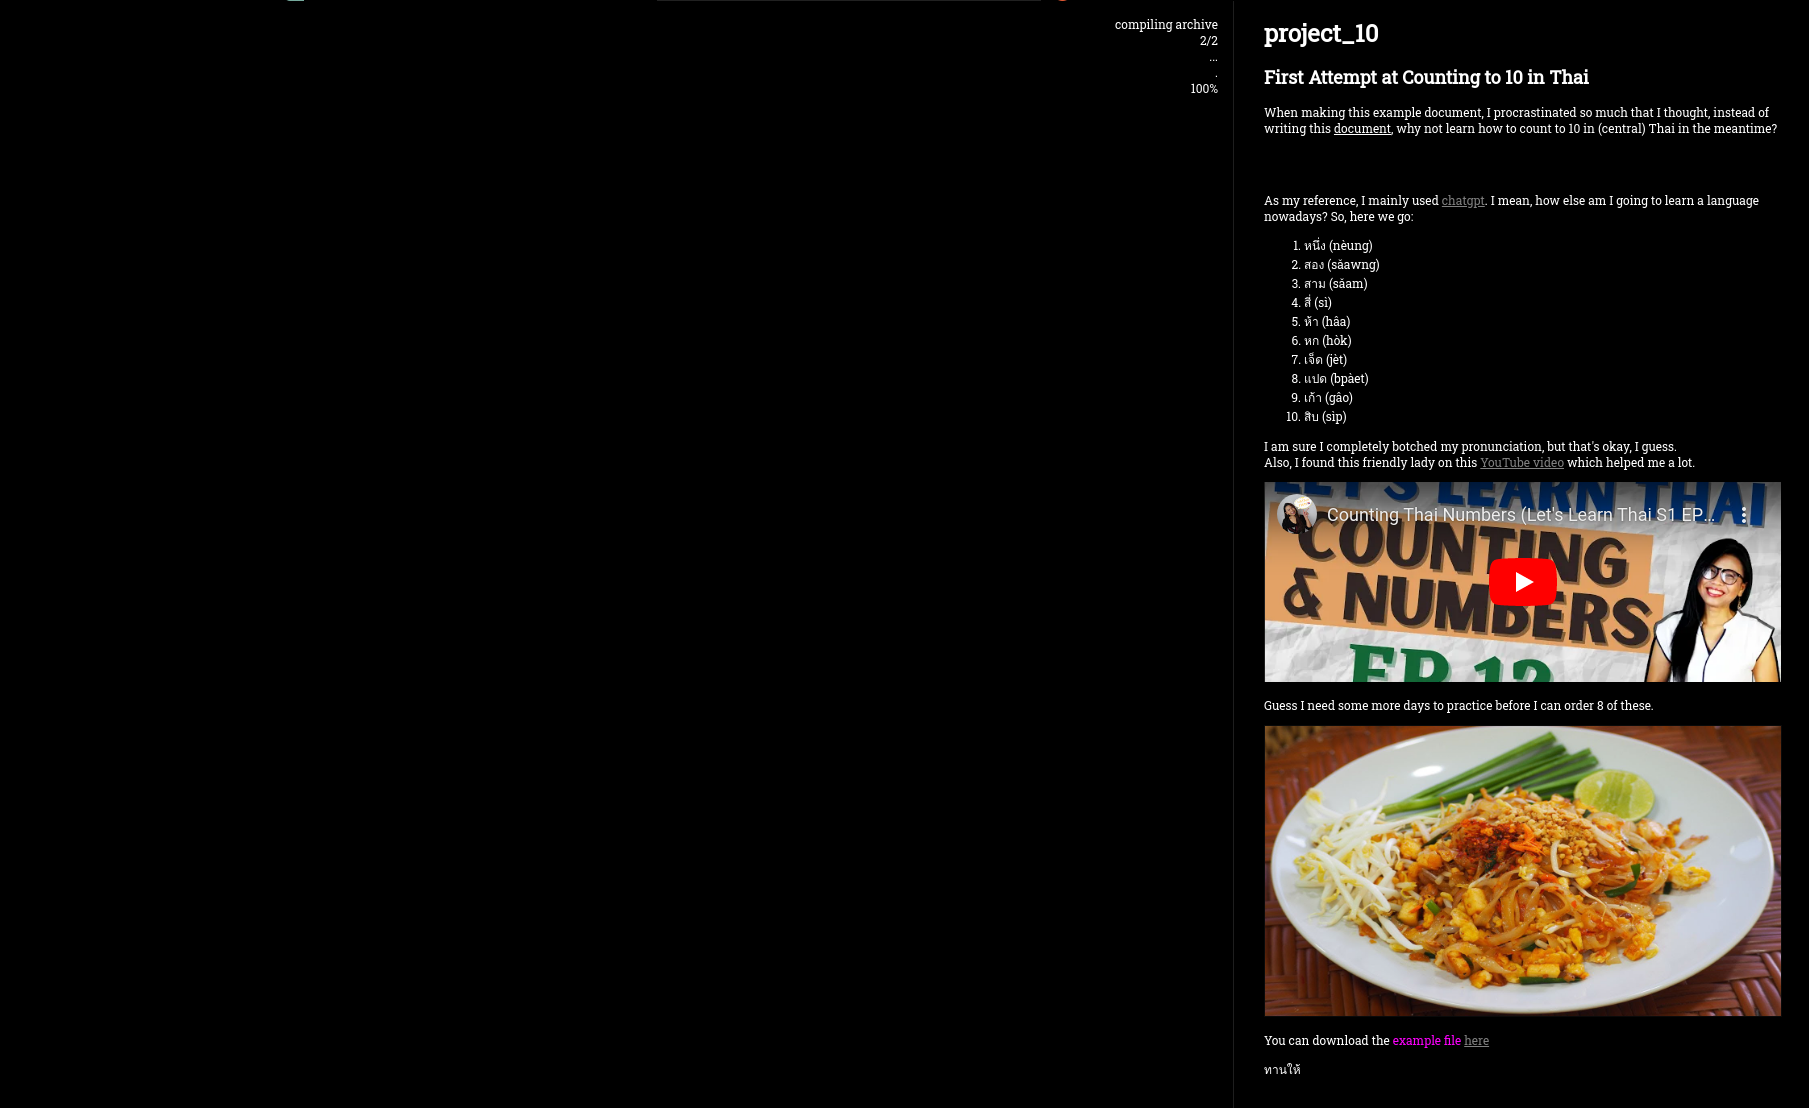 compiling archive
2/2
...
.
100%
project_10
First Attempt at Counting to 10 in Thai
When making this example document, I procrastinated so much that I thought, instead of
writing this document, why not learn how to count to 10 in (central) Thai in the meantime?
As my reference, I mainly used chatgpt. I mean, how else am I going to learn a language
nowadays? So, here we go:
1. หนึ่ง (nèung)
2. สอง (sǎawng)
3. สาม (sǎam)
4. สี่ (sì)
5. ห้า (hâa)
6. หก (hòk)
7. เจ็ด (jèt)
8. แปด (bpàet)
9. เก้า (gâo)
10. สิบ (sìp)
I am sure I completely botched my pronunciation, but that's okay, I guess.
Also, I found this friendly lady on this YouTube video which helped me a lot.
LET'S LEARN THAI
Counting Thai Numbers (Let's Learn Thai S1 EP...
COUNTING
& NUMBERS
EP 12
Guess I need some more days to practice before I can order 8 of these.
You can download the example file here
ทานให้